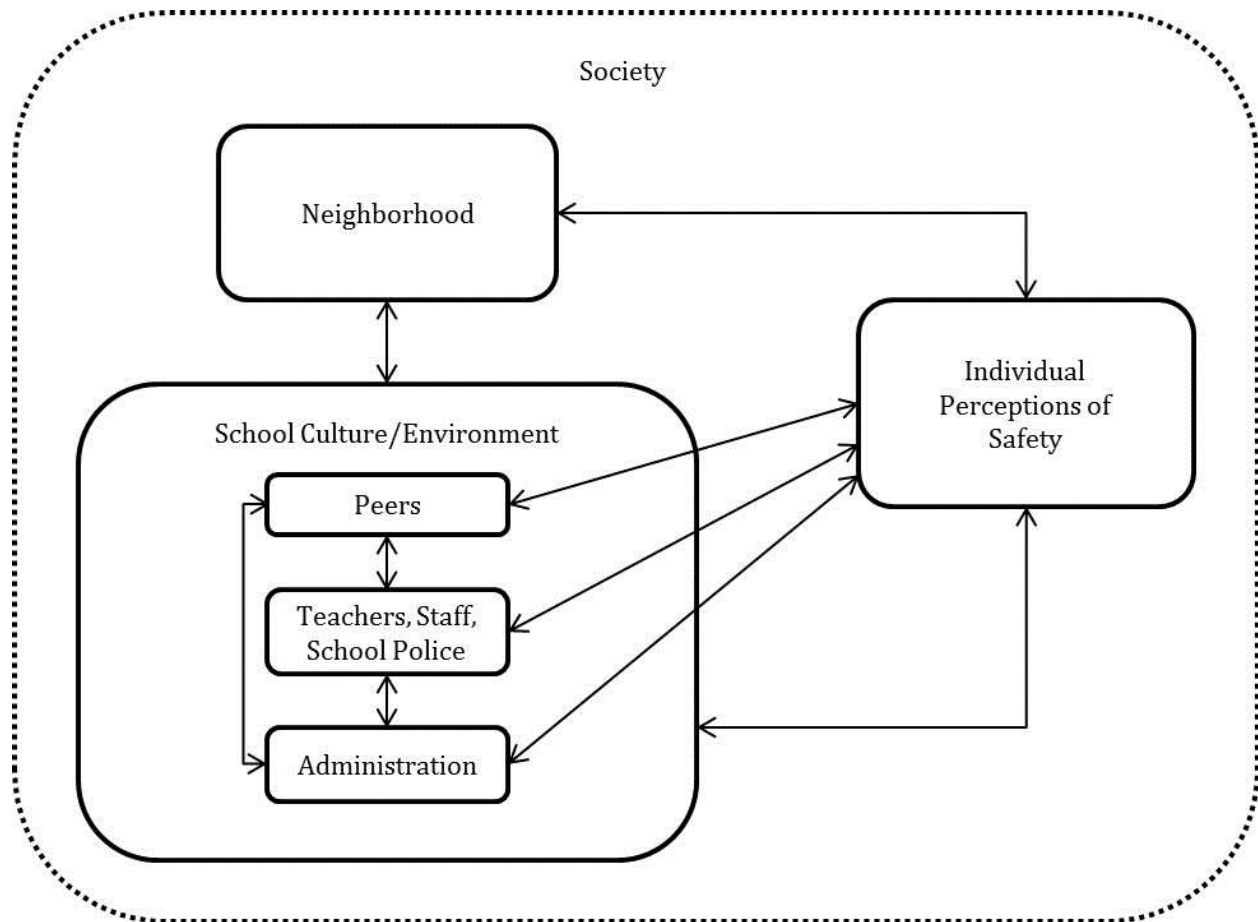 Society
Neighborhood
Individual
Perceptions of
Safety
School Culture/Environment
Peers
Teachers, Staff,
School Police
Administration